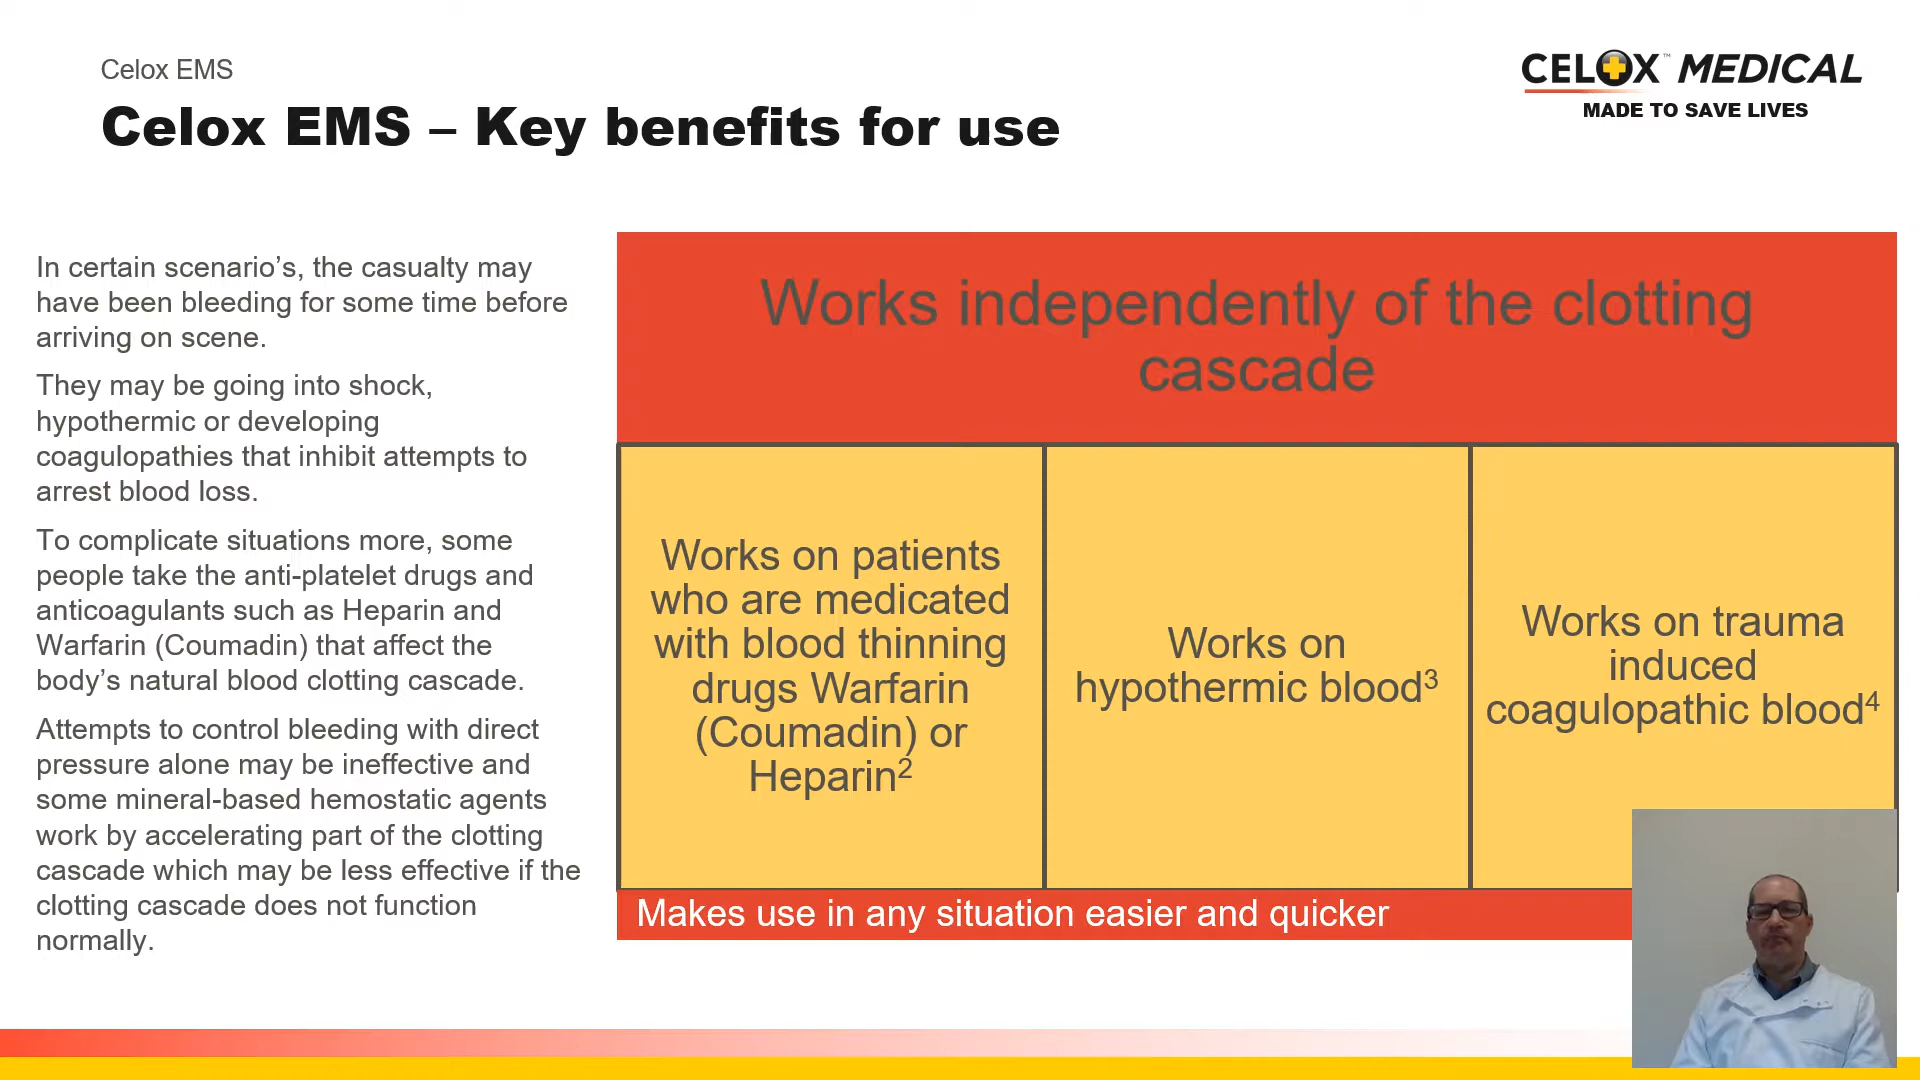 Celox EMS
Celox EMS – Key benefits for use
CELOX™ MEDICAL
MADE TO SAVE LIVES
In certain scenario’s, the casualty may
have been bleeding for some time before
arriving on scene.
They may be going into shock,
hypothermic or developing
coagulopathies that inhibit attempts to
arrest blood loss.
To complicate situations more, some
people take the anti-platelet drugs and
anticoagulants such as Heparin and
Warfarin (Coumadin) that affect the
body’s natural blood clotting cascade.
Attempts to control bleeding with direct
pressure alone may be ineffective and
some mineral-based hemostatic agents
work by accelerating part of the clotting
cascade which may be less effective if the
clotting cascade does not function
normally.
Works independently of the clotting
cascade
Works on patients
who are medicated
with blood thinning
drugs Warfarin
(Coumadin) or
Heparin²
Works on
hypothermic blood³
Works on trauma
induced
coagulopathic blood⁴
Makes use in any situation easier and quicker